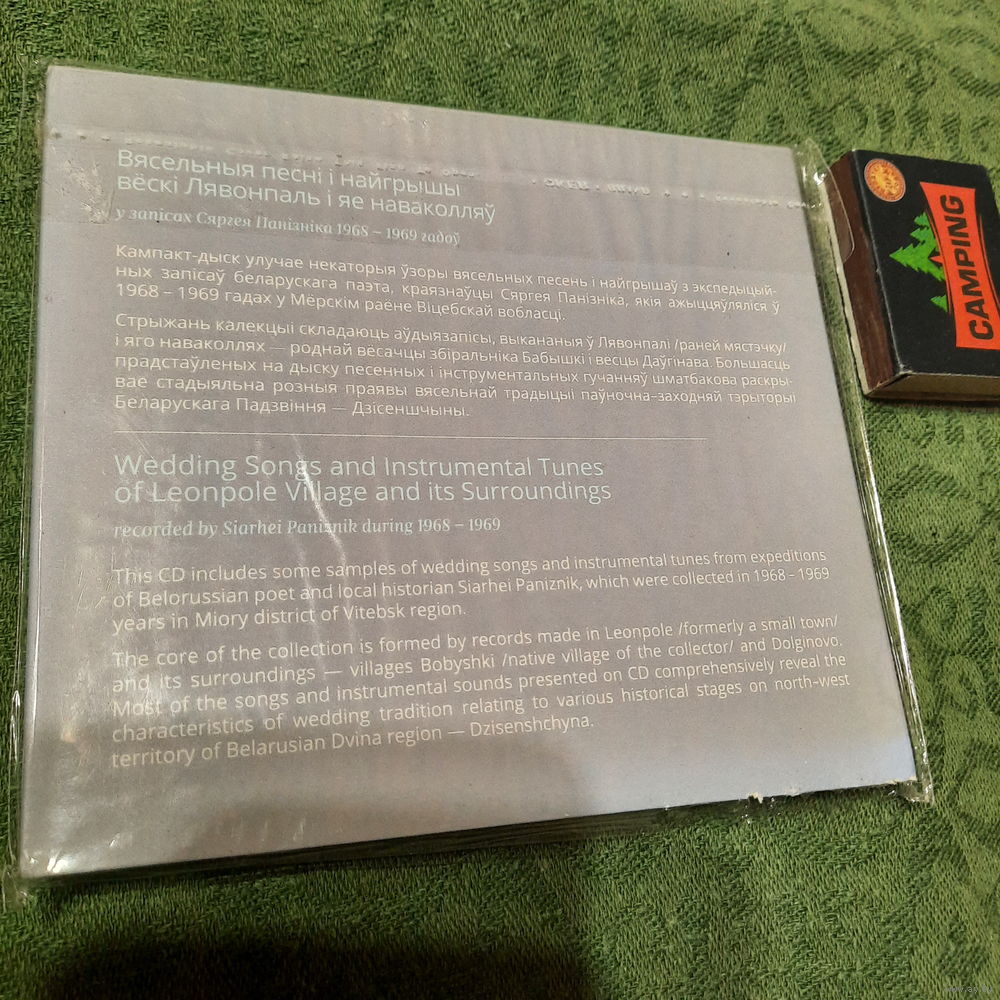 Вясельныя песні і найгрышы
вёскі Лявонпаль і яе наваколляў
у запісах Сяргея Панізніка 1968 – 1969 гадоў
Кампакт-дыск улучае некаторыя ўзоры вясельных песень і найгрышаў з экспедыцый-
ных запісаў беларускага паэта, краязнаўцы Сяргея Панізніка, якія ажыццяўляліся ў
1968 – 1969 гадах у Мёрскім раёне Віцебскай вобласці.
Стрыжань калекцыі складаюць аўдыязапісы, выкананыя ў Лявонпалі /раней мястэчку/
і яго наваколлях — роднай вёсачцы збіральніка Бабышкі і весцы Даўгінава. Большасць
прадстаўленых на дыску песенных і інструментальных гучанняў шматбакова раскры-
вае стадыяльна розныя праявы вясельнай традыцыі паўночна-заходняй тэрыторыі
Беларускага Падзвіння — Дзісеншчыны.
Wedding Songs and Instrumental Tunes
of Leonpole Village and its Surroundings
recorded by Siarhei Paniznik during 1968 – 1969
This CD includes some samples of wedding songs and instrumental tunes from expeditions
of Belorussian poet and local historian Siarhei Paniznik, which were collected in 1968 – 1969
years in Miory district of Vitebsk region.
The core of the collection is formed by records made in Leonpole /formerly a small town/
and its surroundings — villages Bobyshki /native village of the collector/ and Dolginovo.
Most of the songs and instrumental sounds presented on CD comprehensively reveal the
characteristics of wedding tradition relating to various historical stages on north-west
territory of Belarusian Dvina region — Dzisenshchyna.
CAMPING